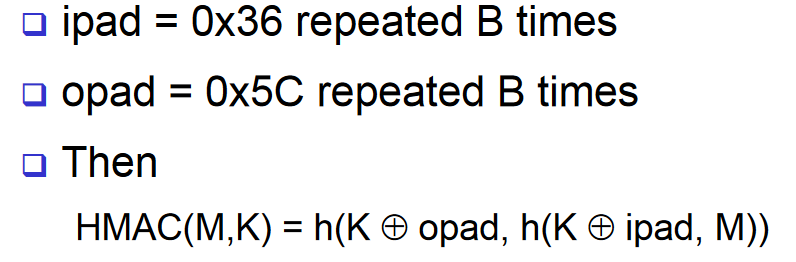 ❑ ipad = 0x36 repeated B times
❑ opad = 0x5C repeated B times
❑ Then
HMAC(M,K) = h(K ⊕ opad, h(K ⊕ ipad, M))